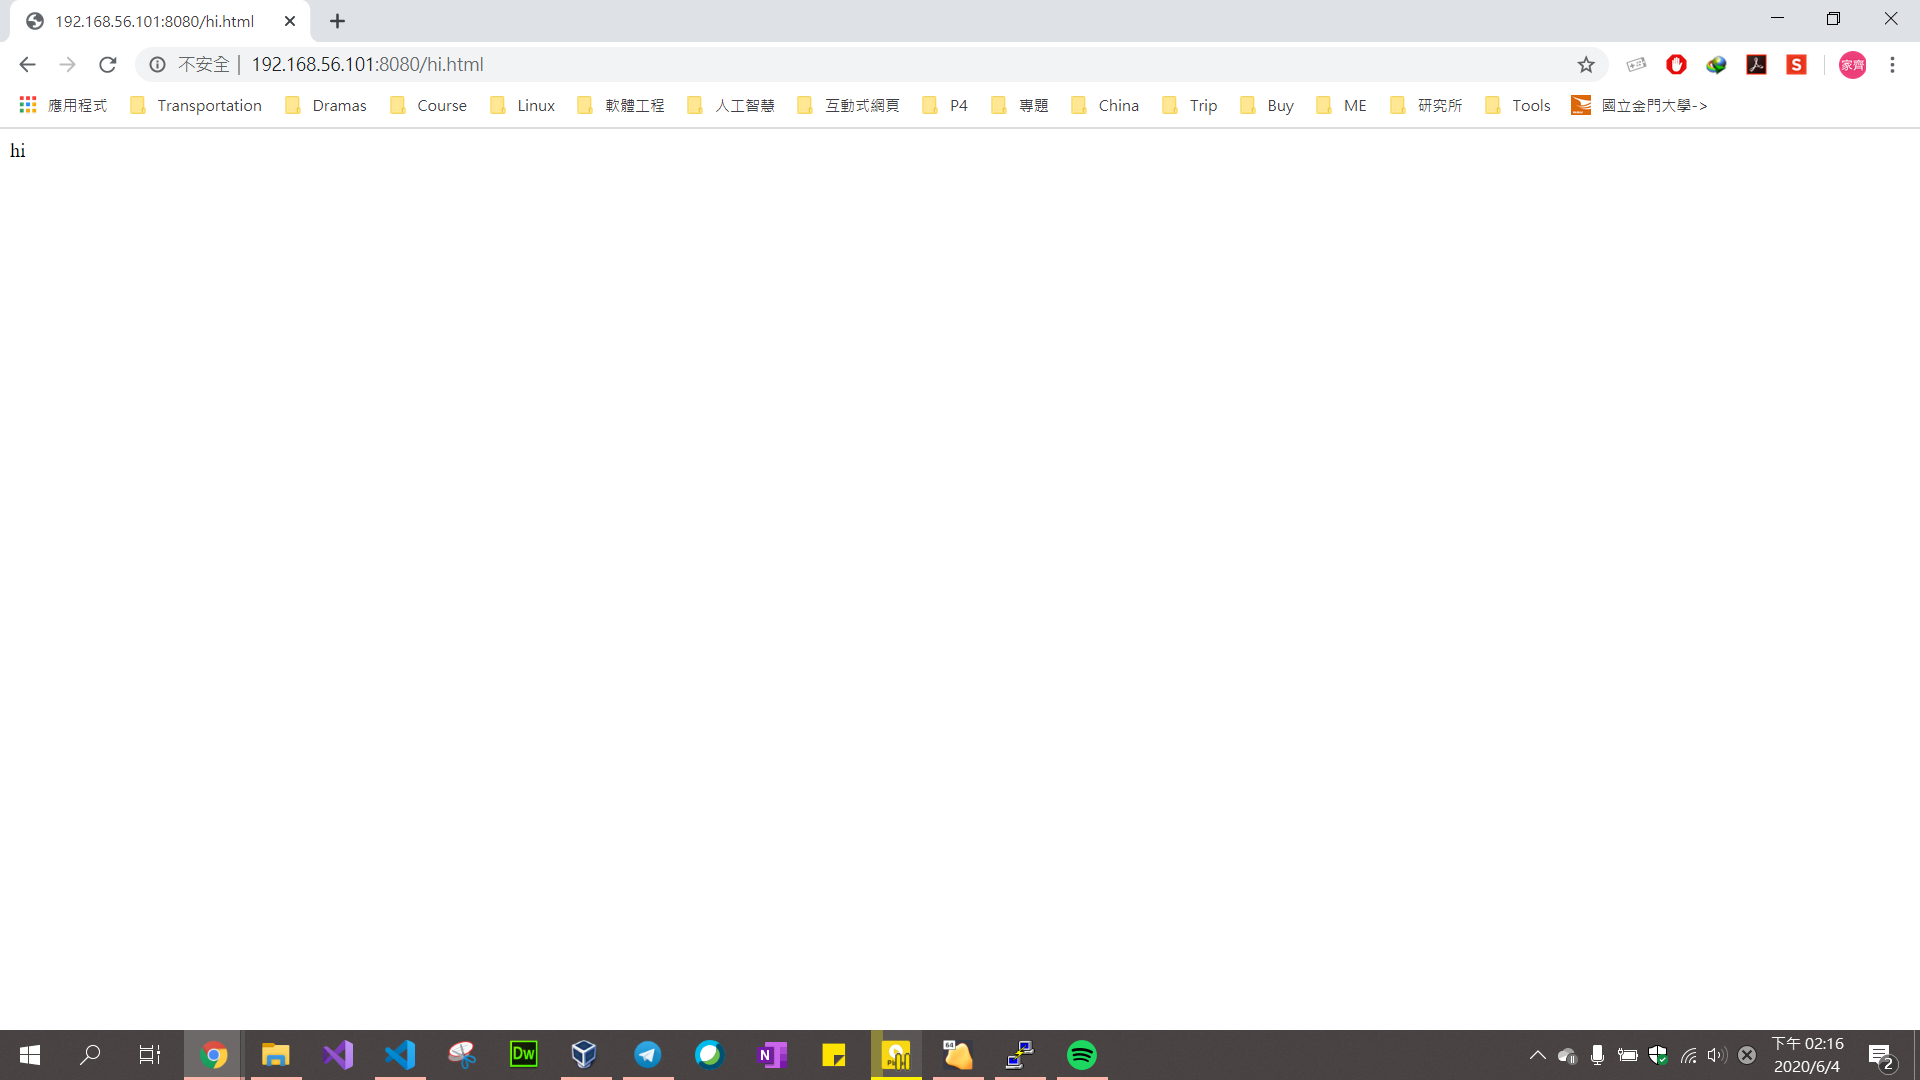 192.168.56.101:8080/hi.html
不安全 192.168.56.101:8080/hi.html
S
家齊
應用程式 Transportation Dramas Course Linux 軟體工程 人工智慧 互動式網頁 P4 專題 China Trip Buy ME 研究所 Tools 國立金門大學->
hi
Dw
N
64
下午 02:16
2020/6/4
2